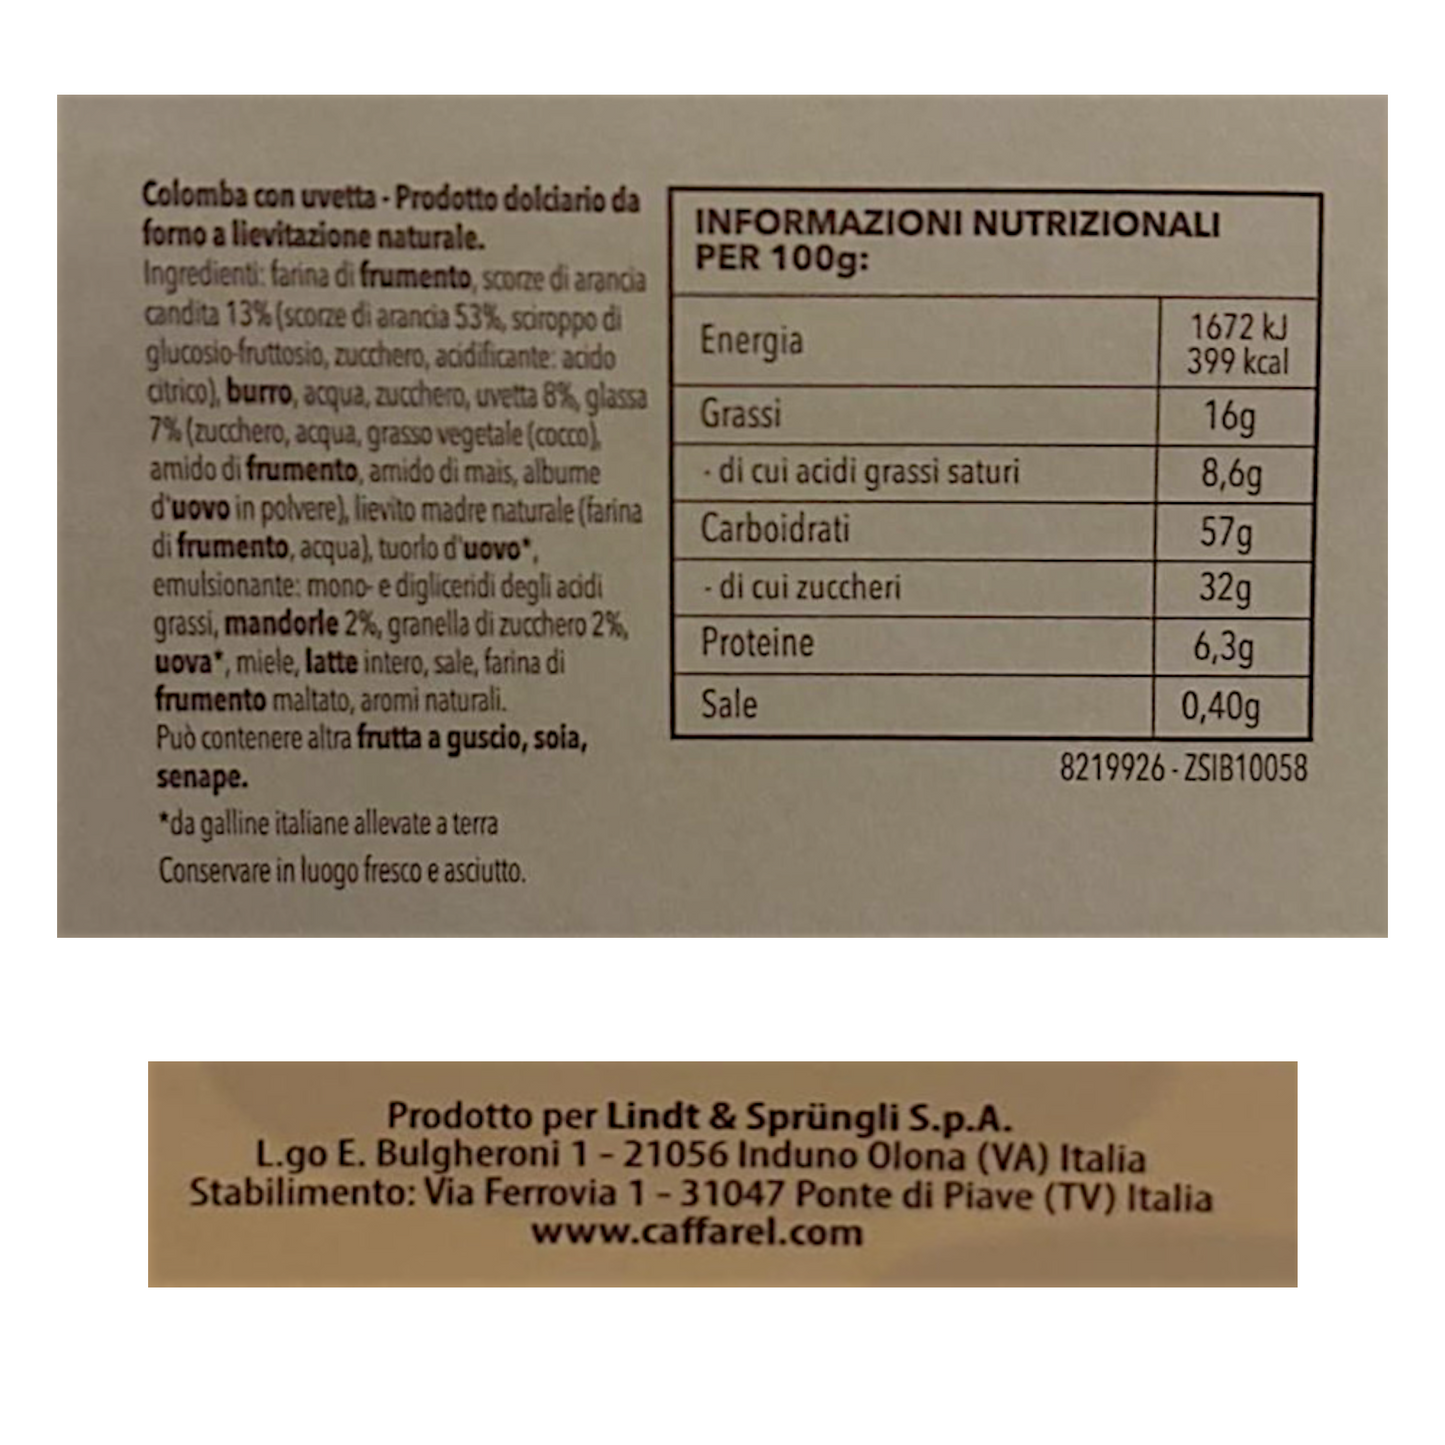 Colomba con uvetta - Prodotto dolciario da
forno a lievitazione naturale.
Ingredienti: farina di frumento, scorze di arancia
candita 13% (scorze di arancia 53%, sciroppo di
glucosio-fruttosio, zucchero, acidificante: acido
citrico), burro, acqua, zucchero, uvetta 8%, glassa
7% (zucchero, acqua, grasso vegetale (cocco),
amido di frumento, amido di mais, albume
d'uovo in polvere), lievito madre naturale (farina
di frumento, acqua), tuorlo d'uovo*,
emulsionante: mono- e digliceridi degli acidi
grassi, mandorle 2%, granella di zucchero 2%,
uova*, miele, latte intero, sale, farina di
frumento maltato, aromi naturali.
Può contenere altra frutta a guscio, soia,
senape.
*da galline italiane allevate a terra
Conservare in luogo fresco e asciutto.
INFORMAZIONI NUTRIZIONALI
PER 100g:
Energia 1672 kJ
399 kcal
Grassi 16g
- di cui acidi grassi saturi 8,6g
Carboidrati 57g
- di cui zuccheri 32g
Proteine 6,3g
Sale 0,40g
8219926 - ZSIB10058
Prodotto per Lindt & Sprüngli S.p.A.
L.go E. Bulgheroni 1 - 21056 Induno Olona (VA) Italia
Stabilimento: Via Ferrovia 1 - 31047 Ponte di Piave (TV) Italia
www.caffarel.com